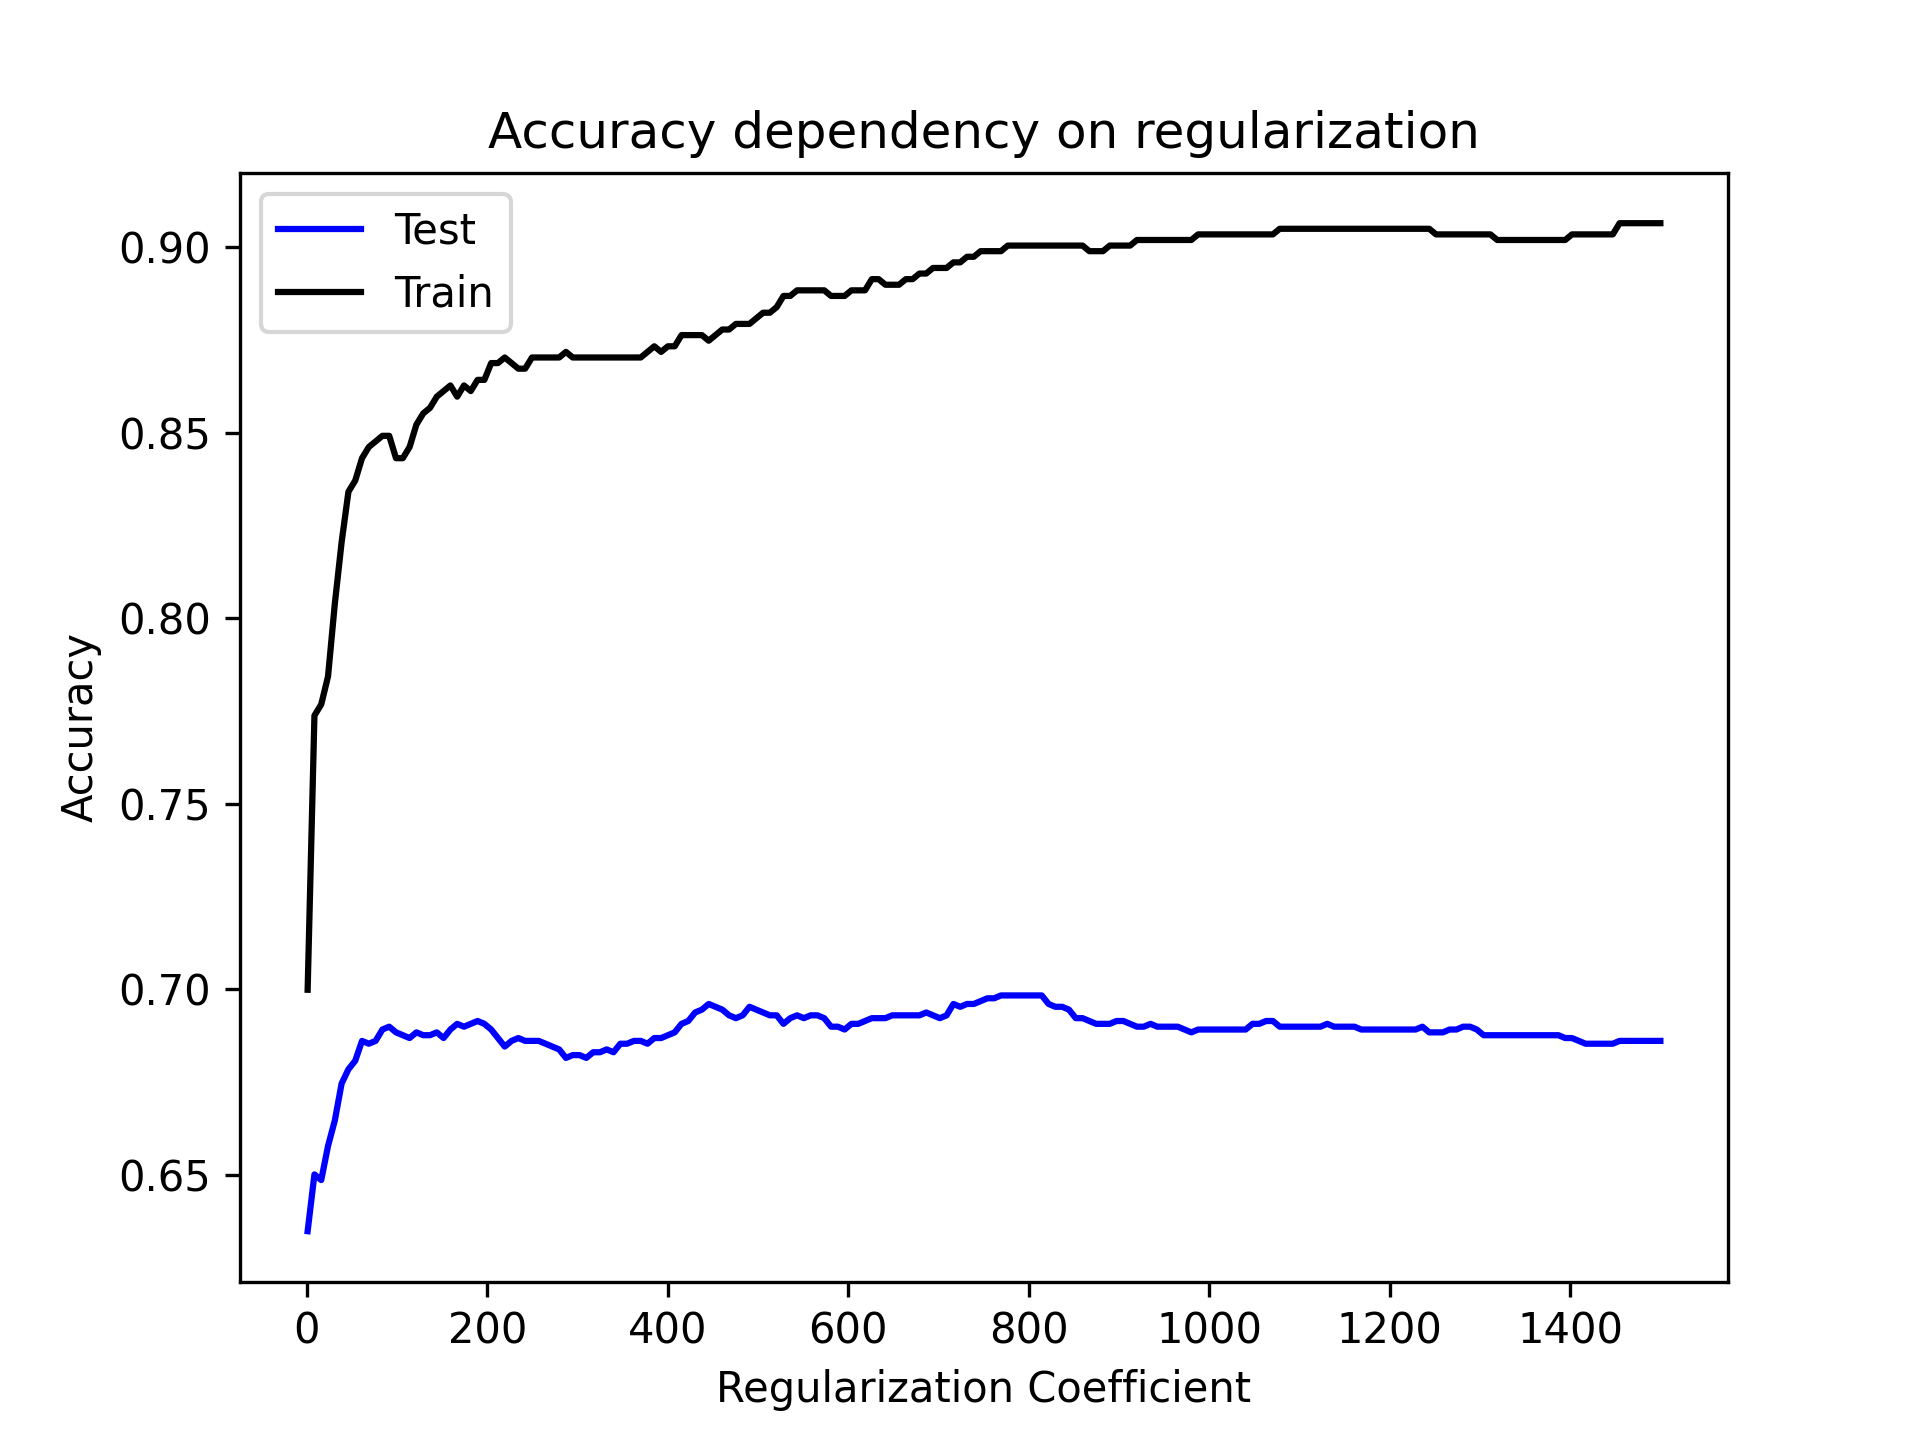 Accuracy dependency on regularization
Test
Train
0.90
0.85
0.80
0.75
0.70
0.65
Accuracy
0 200 400 600 800 1000 1200 1400
Regularization Coefficient